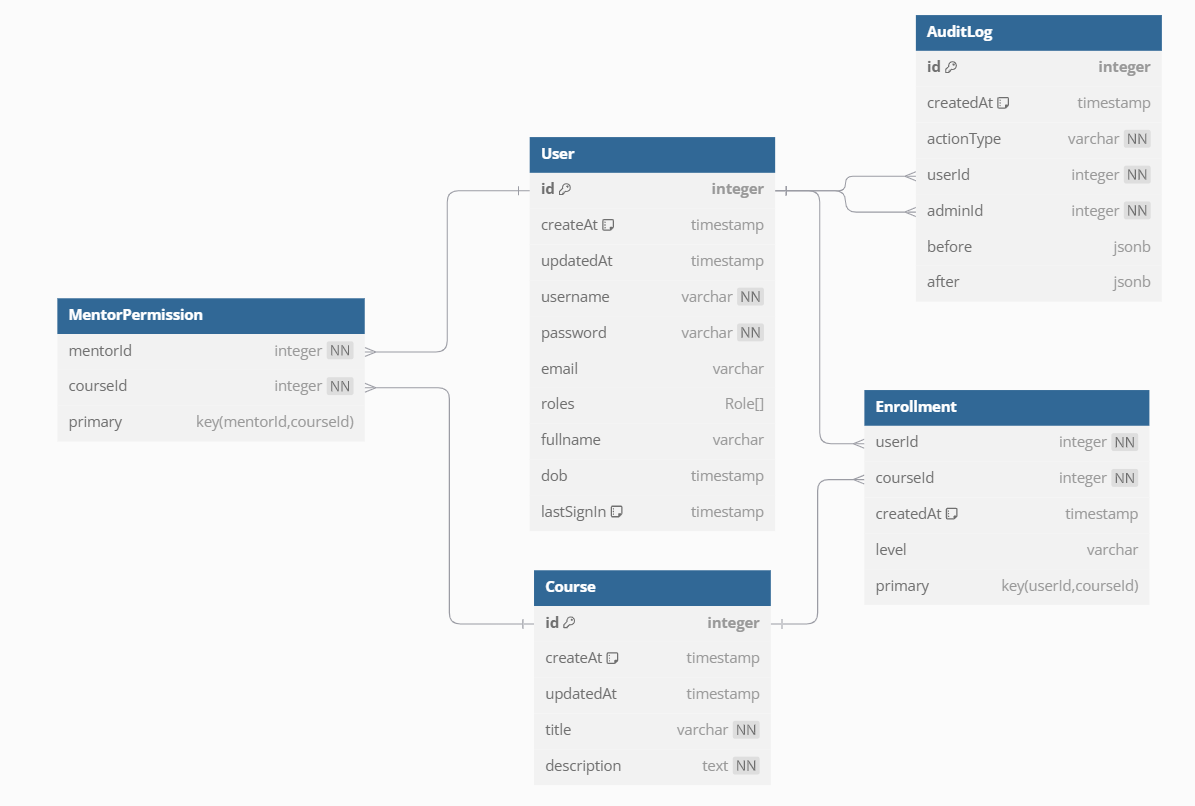 AuditLog
id integer
createdAt timestamp
actionType varchar NN
userId integer NN
adminId integer NN
before jsonb
after jsonb
User
id integer
createAt timestamp
updatedAt timestamp
username varchar NN
password varchar NN
email varchar
roles Role[]
fullname varchar
dob timestamp
lastSignIn timestamp
MentorPermission
mentorId integer NN
courseId integer NN
primary key(mentorId,courseId)
Enrollment
userId integer NN
courseId integer NN
createdAt timestamp
level varchar
primary key(userId,courseId)
Course
id integer
createAt timestamp
updatedAt timestamp
title varchar NN
description text NN